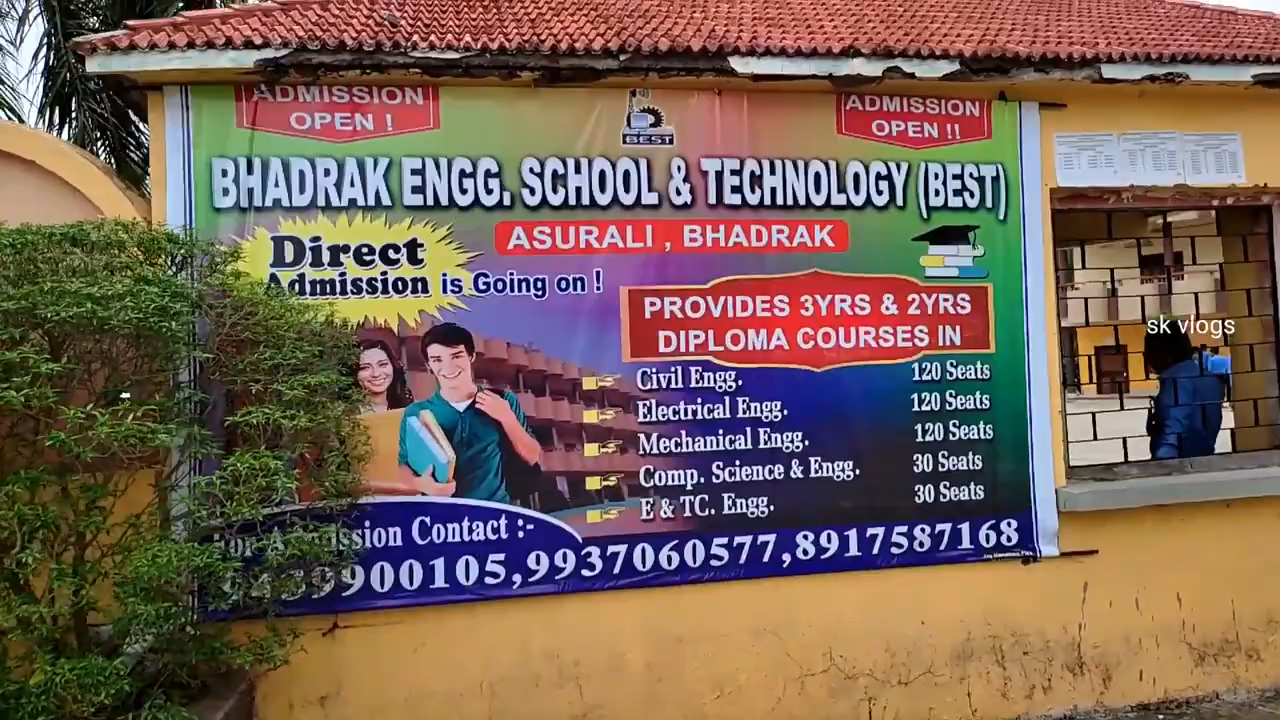 ADMISSION
OPEN !
BEST
ADMISSION
OPEN !!
BHADRAK ENGG. SCHOOL & TECHNOLOGY (BEST)
ASURALI , BHADRAK
Direct
Admission is Going on !
PROVIDES 3YRS & 2YRS
DIPLOMA COURSES IN
Civil Engg. 120 Seats
Electrical Engg. 120 Seats
Mechanical Engg. 120 Seats
Comp. Science & Engg. 30 Seats
E & TC. Engg. 30 Seats
For Admission Contact :-
9439900105,9937060577,8917587168
sk vlogs